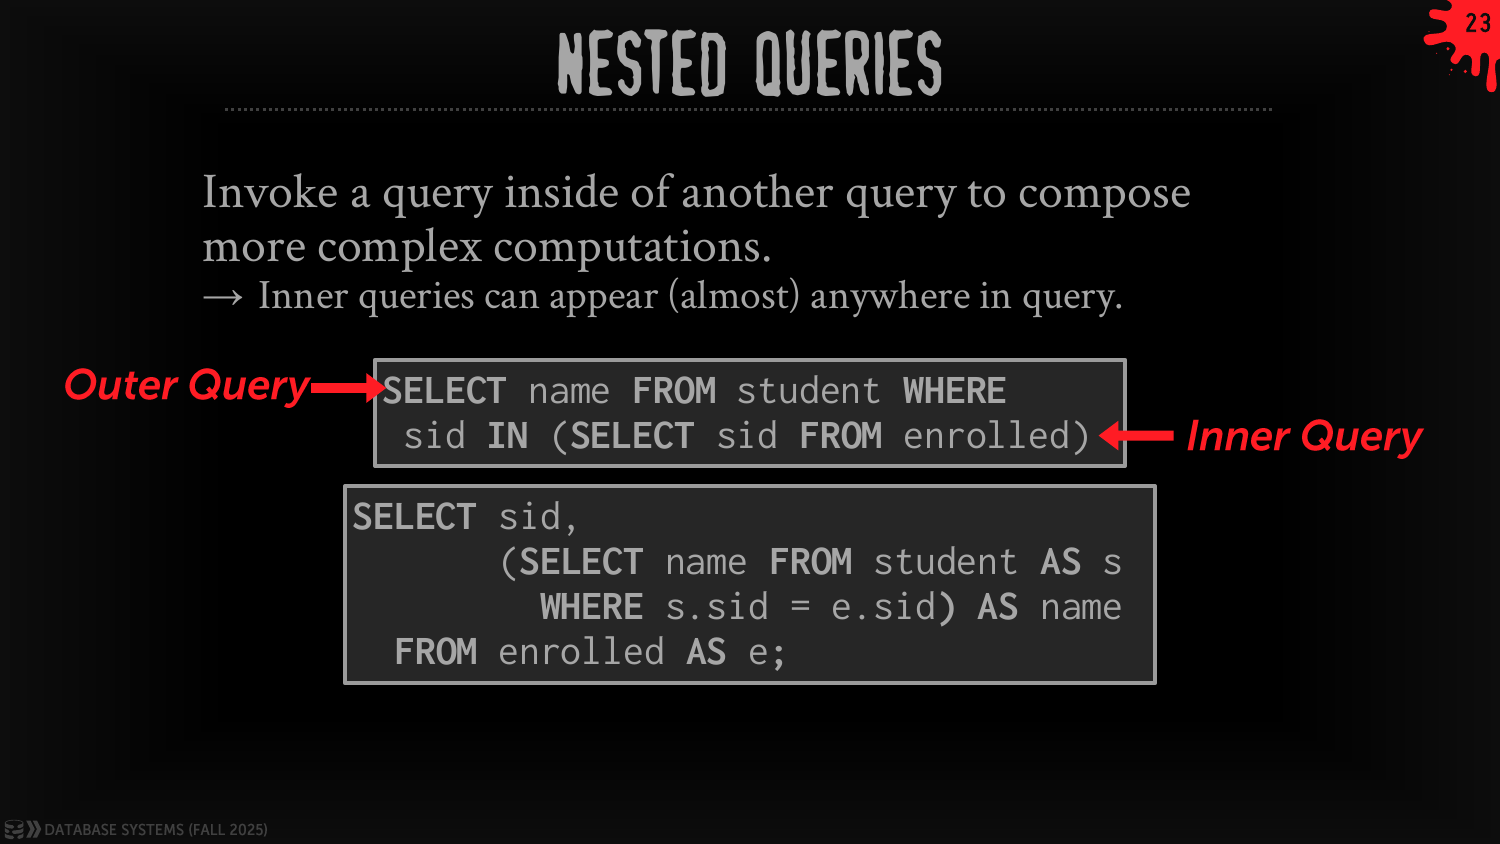 23
NESTED QUERIES
Invoke a query inside of another query to compose
more complex computations.
→ Inner queries can appear (almost) anywhere in query.
Outer Query
SELECT name FROM student WHERE
sid IN (SELECT sid FROM enrolled)
Inner Query
SELECT sid,
(SELECT name FROM student AS s
WHERE s.sid = e.sid) AS name
FROM enrolled AS e;
DATABASE SYSTEMS (FALL 2025)